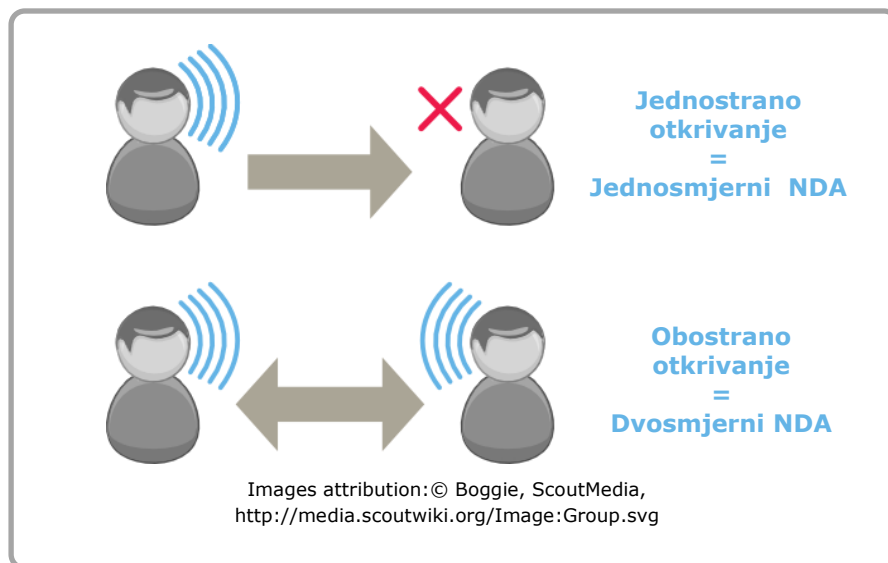 Jednostrano
otkrivanje
=
Jednosmjerni  NDA
Obostrano
otkrivanje
=
Dvosmjerni NDA
Images attribution:© Boggie, ScoutMedia,
http://media.scoutwiki.org/Image:Group.svg